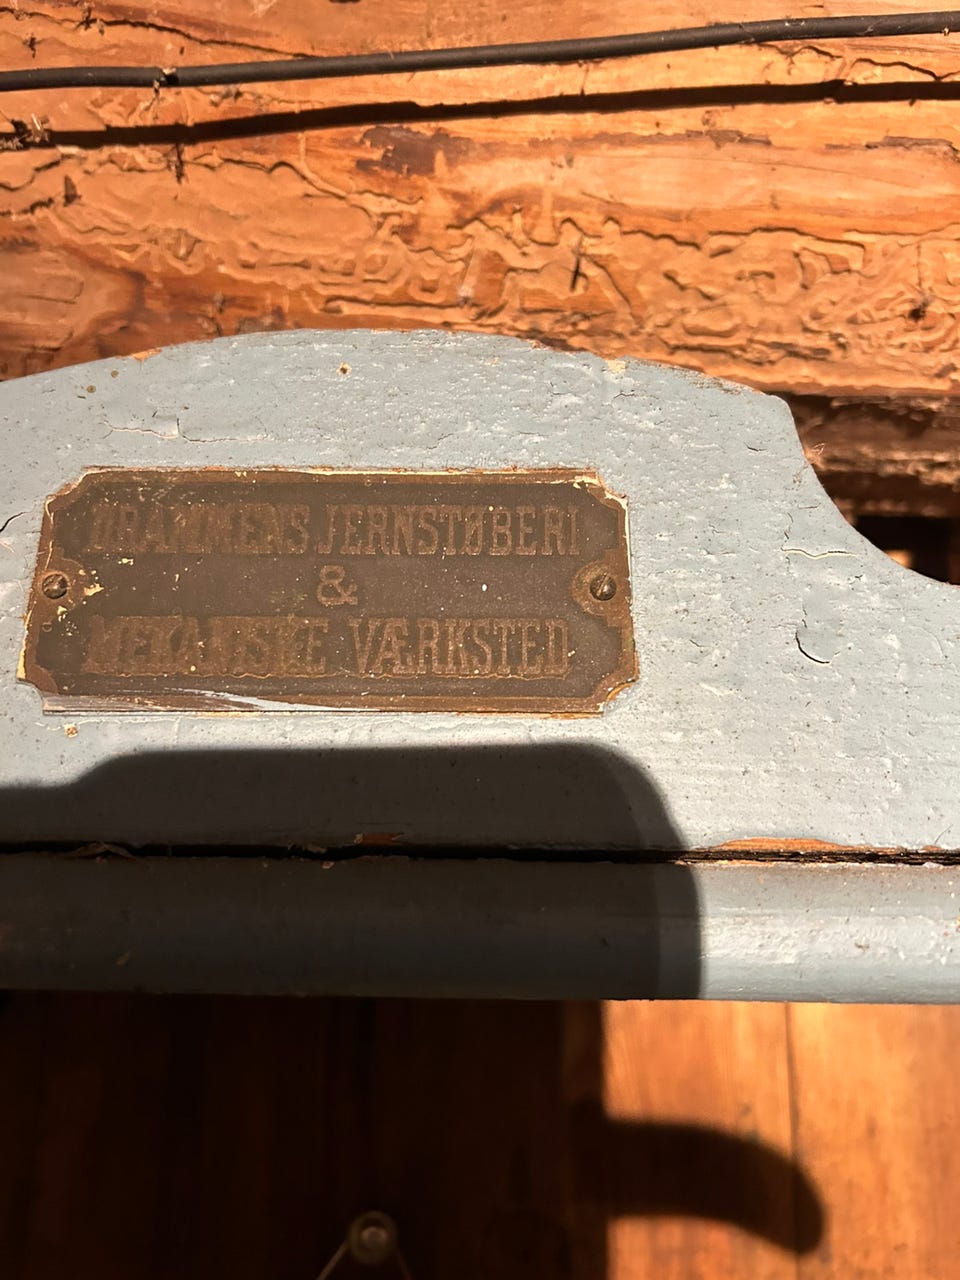 DRAMMENS JERNSTØBERI
&
MEKANISKE VÆRKSTED